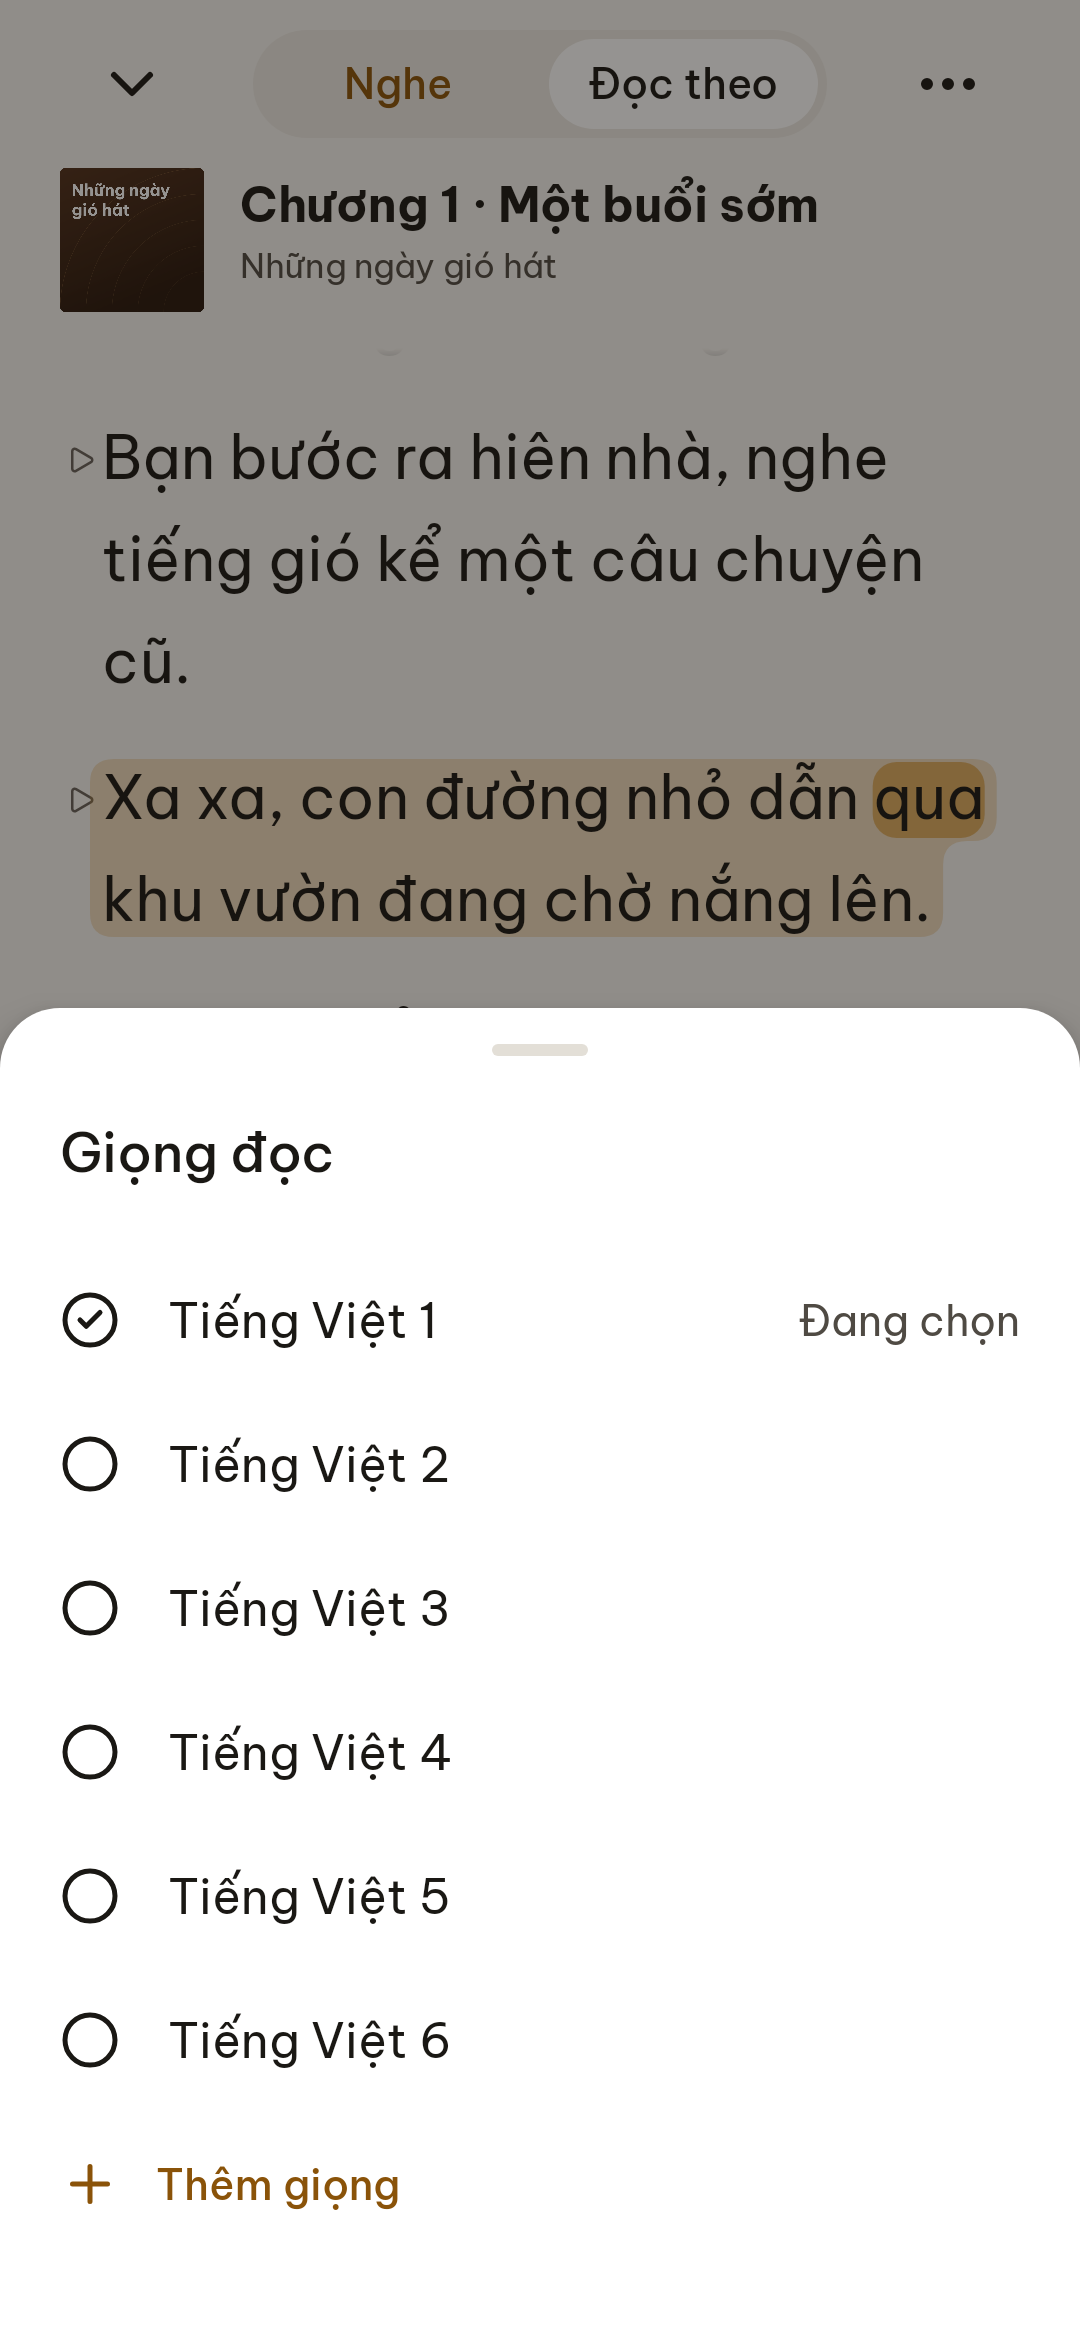 Nghe
Đọc theo
Những ngày
gió hát
Chương 1 · Một buổi sớm
Những ngày gió hát
Bạn bước ra hiên nhà, nghe
tiếng gió kể một câu chuyện
cũ.
Xa xa, con đường nhỏ dẫn qua
khu vườn đang chờ nắng lên.
Giọng đọc
Tiếng Việt 1
Đang chọn
Tiếng Việt 2
Tiếng Việt 3
Tiếng Việt 4
Tiếng Việt 5
Tiếng Việt 6
Thêm giọng